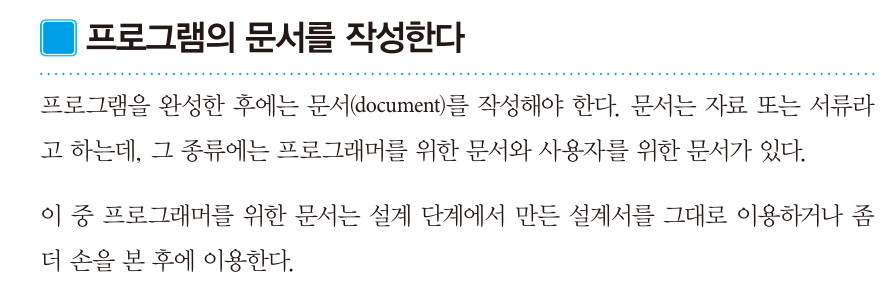 프로그램의 문서를 작성한다
프로그램을 완성한 후에는 문서(document)를 작성해야 한다. 문서는 자료 또는 서류라
고 하는데, 그 종류에는 프로그래머를 위한 문서와 사용자를 위한 문서가 있다.
이 중 프로그래머를 위한 문서는 설계 단계에서 만든 설계서를 그대로 이용하거나 좀
더 손을 본 후에 이용한다.